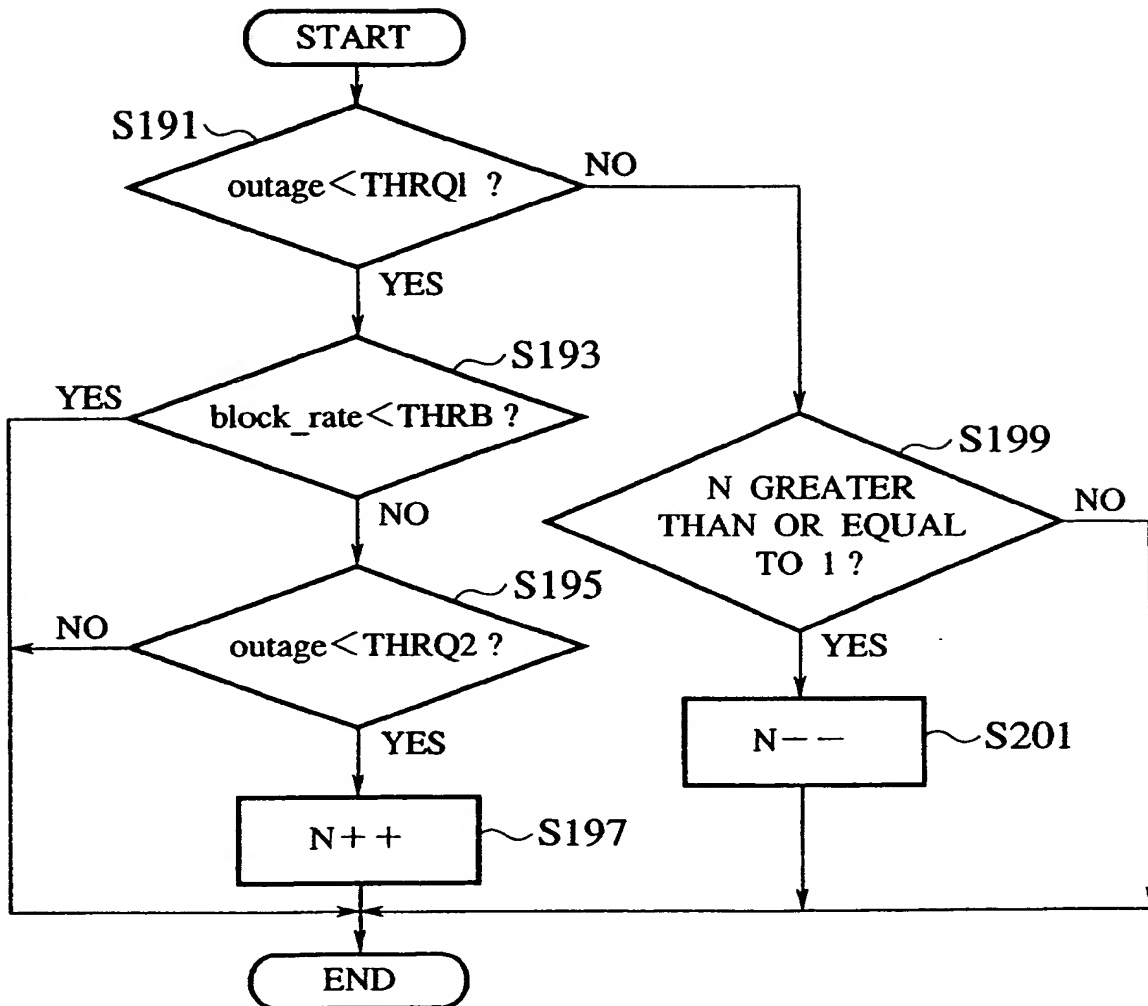 START
S191
outage<THRQ1 ?
NO
YES
S193
YES
block_rate<THRB ?
S199
N GREATER
THAN OR EQUAL
TO 1 ?
NO
NO
S195
NO
outage<THRQ2 ?
YES
YES
N−−
S201
N++
S197
END